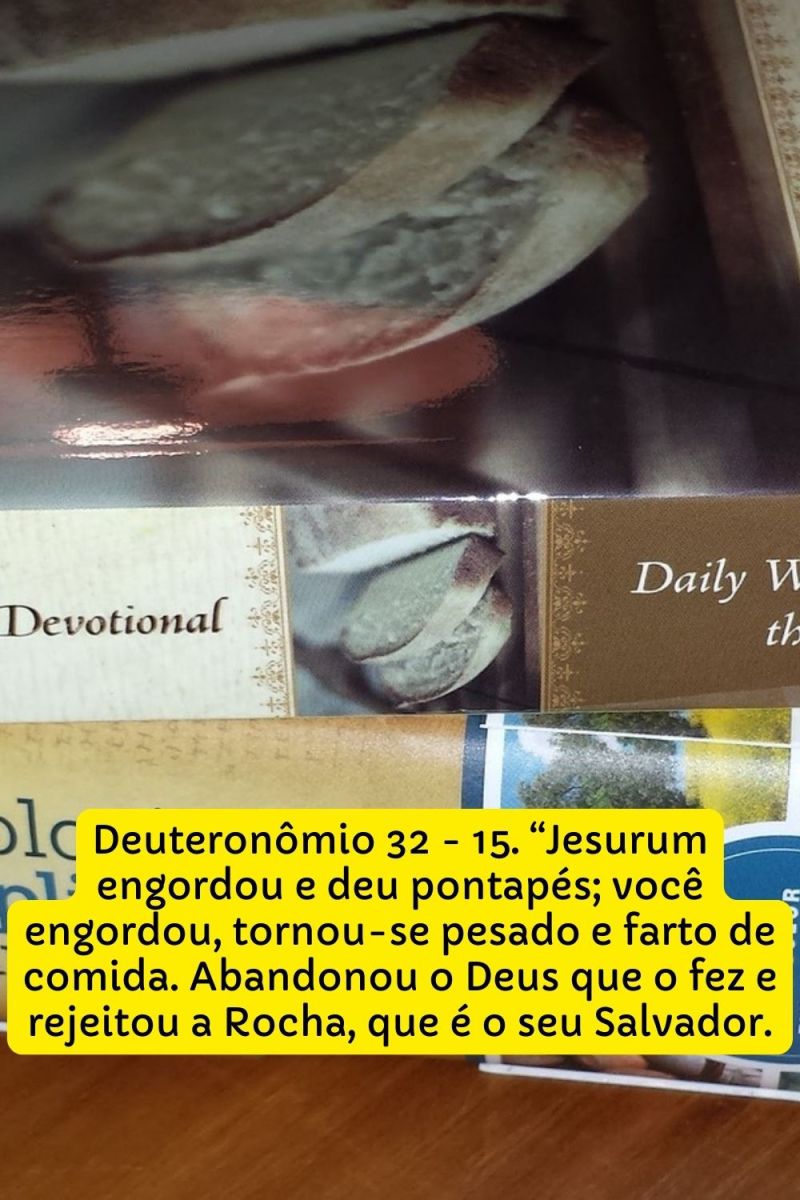 Devotional
Daily
Deuteronômio 32 - 15. “Jesurum
engordou e deu pontapés; você
engordou, tornou-se pesado e farto de
comida. Abandonou o Deus que o fez e
rejeitou a Rocha, que é o seu Salvador.